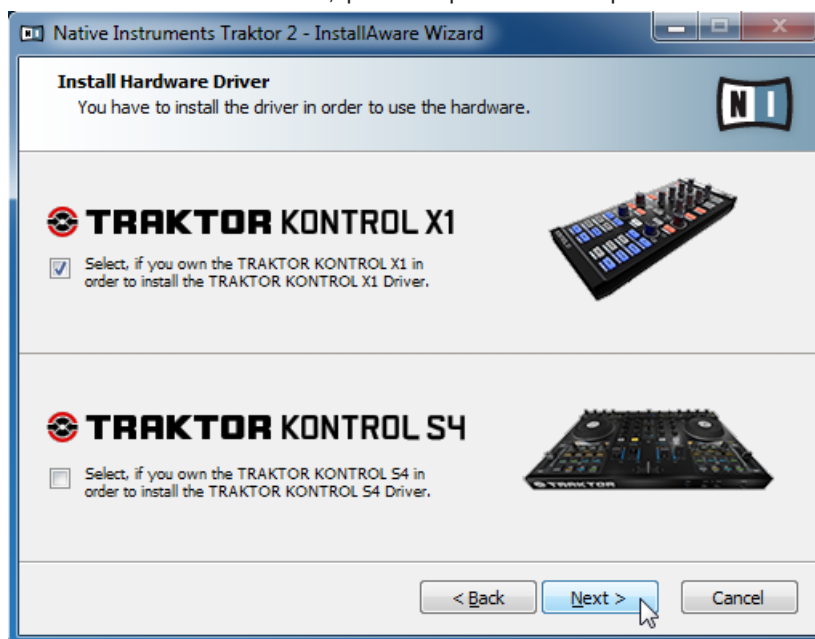 Native Instruments Traktor 2 - InstallAware Wizard
Install Hardware Driver
You have to install the driver in order to use the hardware.
N I
TRAKTOR KONTROL X1
Select, if you own the TRAKTOR KONTROL X1 in
order to install the TRAKTOR KONTROL X1 Driver.
TRAKTOR KONTROL S4
Select, if you own the TRAKTOR KONTROL S4 in
order to install the TRAKTOR KONTROL S4 Driver.
TRAKTOR
< Back
Next >
Cancel